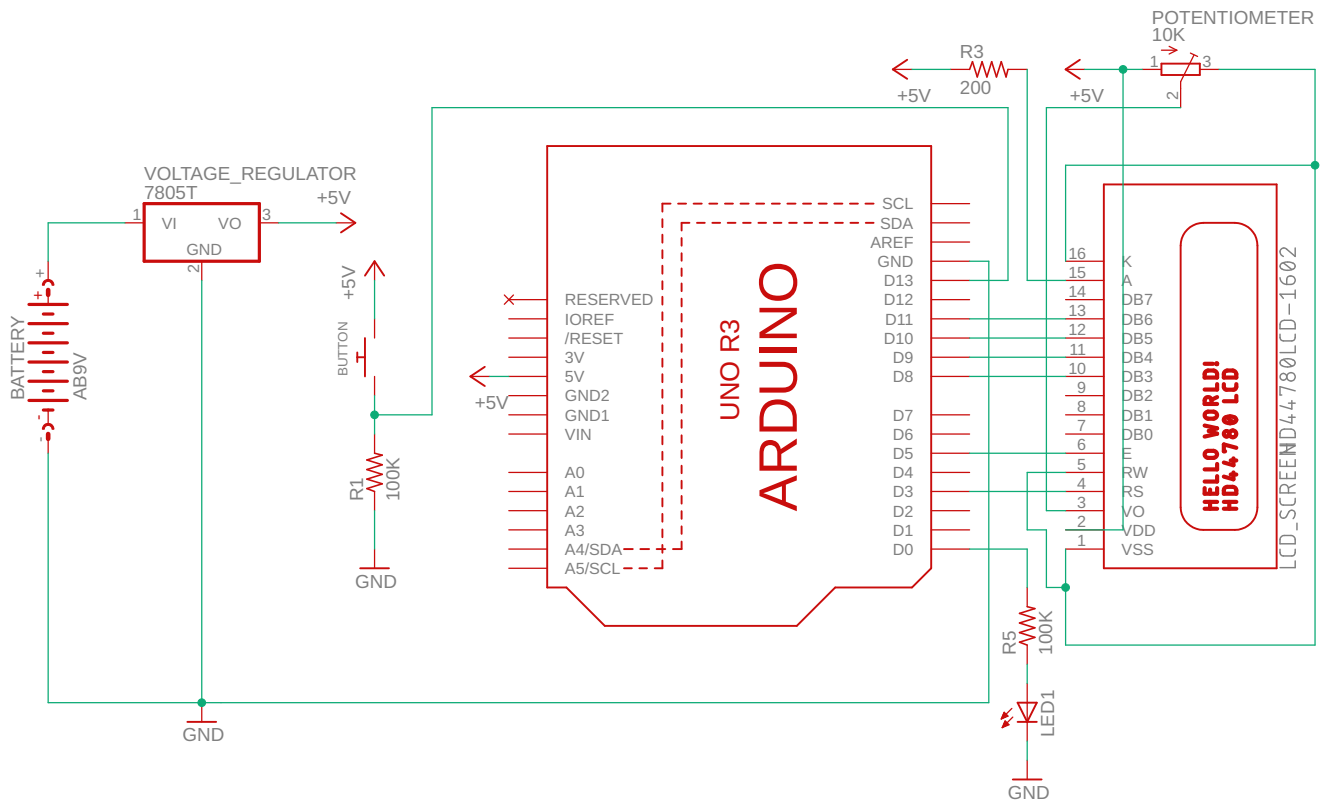 POTENTIOMETER
10K
1
3
2
+5V
R3
200
+5V
VOLTAGE_REGULATOR
7805T
1
VI
VO
3
GND
2
+5V
+
+
BATTERY
AB9V
-
-
+5V
BUTTON
R1
100K
GND
GND
+5V
RESERVED
IOREF
/RESET
3V
5V
GND2
GND1
VIN
A0
A1
A2
A3
A4/SDA
A5/SCL
UNO R3
ARDUINO
SCL
SDA
AREF
GND
D13
D12
D11
D10
D9
D8
D7
D6
D5
D4
D3
D2
D1
D0
16 K
15 A
14 DB7
13 DB6
12 DB5
11 DB4
10 DB3
9 DB2
8 DB1
7 DB0
6 E
5 RW
4 RS
3 VO
2 VDD
1 VSS
HELLO WORLD!
HD44780 LCD
LCD_SCREENHD44780LCD-1602
R5
100K
LED1
GND